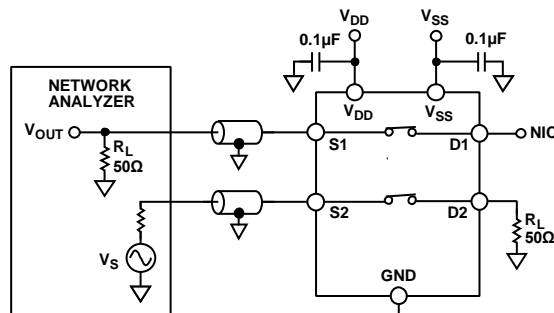 VDD
VSS
0.1µF
0.1µF
NETWORK
ANALYZER
VDD
VSS
VOUT
S1
D1
NIC
RL
50Ω
S2
D2
RL
50Ω
VS
GND